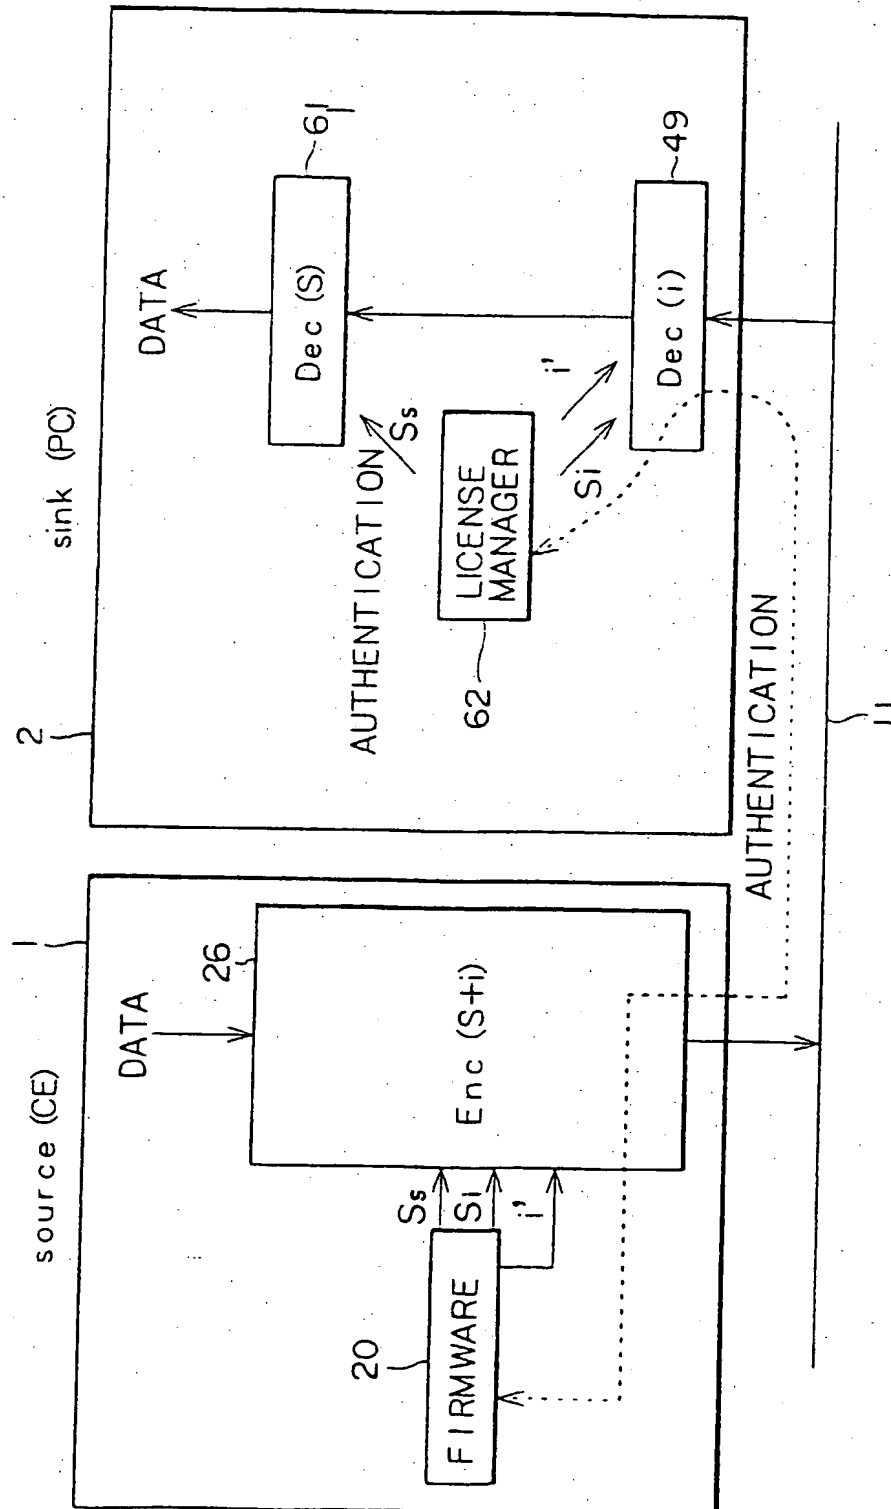 source (CE)
1
DATA
26
Enc (S+i)
Ss
Si
i'
20
FIRMWARE
sink (PC)
2
DATA
61
Dec (S)
AUTHENTICATION
Ss
LICENSE
MANAGER
62
i'
Si
49
Dec (i)
AUTHENTICATION
11